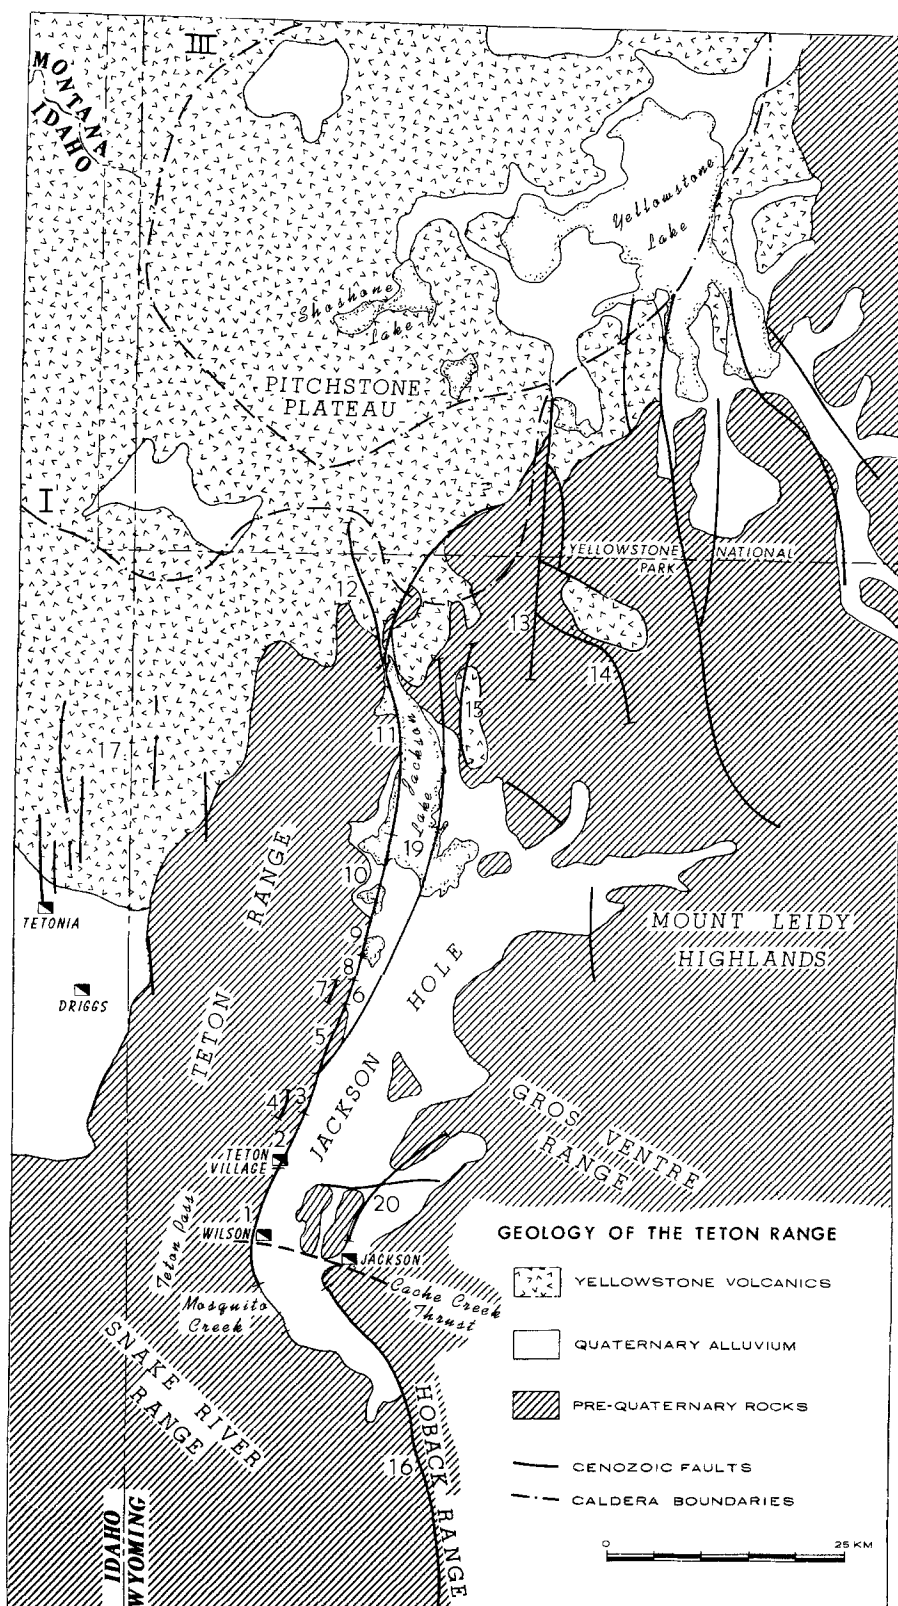 III
MONTANA
IDAHO
Yellowstone
Lake
Shoshone
Lake
PITCHSTONE
PLATEAU
I
YELLOWSTONE NATIONAL
PARK
12
13
14
15
11
17
Jackson
Lake
19
10
TETON RANGE
TETONIA
9
8
7
6
5
MOUNT LEIDY
HIGHLANDS
DRIGGS
JACKSON HOLE
4
3
2
GROS VENTRE
RANGE
TETON
VILLAGE
1
20
WILSON
JACKSON
Teton Pass
Cache Creek
Thrust
Mosquito
Creek
SNAKE RIVER
RANGE
HOBACK RANGE
16
IDAHO
WYOMING
GEOLOGY OF THE TETON RANGE
YELLOWSTONE VOLCANICS
QUATERNARY ALLUVIUM
PRE-QUATERNARY ROCKS
CENOZOIC FAULTS
CALDERA BOUNDARIES
0 25 KM